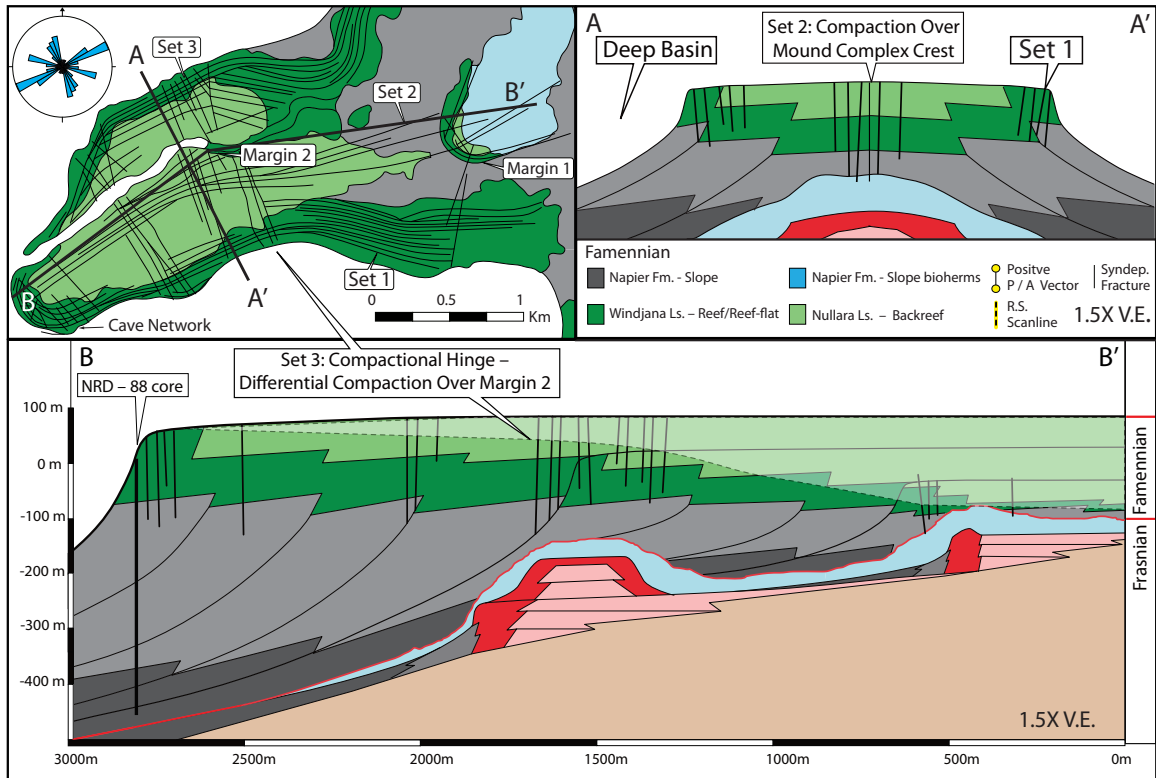 A
Set 3
Set 2
B'
Margin 2
Margin 1
Set 1
B
A'
0 0.5 1
Km
Cave Network
A
A'
Deep Basin
Set 2: Compaction Over
Mound Complex Crest
Set 1
Famennian
Napier Fm. - Slope
Napier Fm. - Slope bioherms
Windjana Ls. – Reef/Reef-flat
Nullara Ls. – Backreef
Positve
P / A Vector
R.S.
Scanline
Syndep.
Fracture
1.5X V.E.
B
B'
NRD – 88 core
Set 3: Compactional Hinge –
Differential Compaction Over Margin 2
100 m
0 m
-100 m
-200 m
-300 m
-400 m
Famennian
Frasnian
1.5X V.E.
3000m 2500m 2000m 1500m 1000m 500m 0m